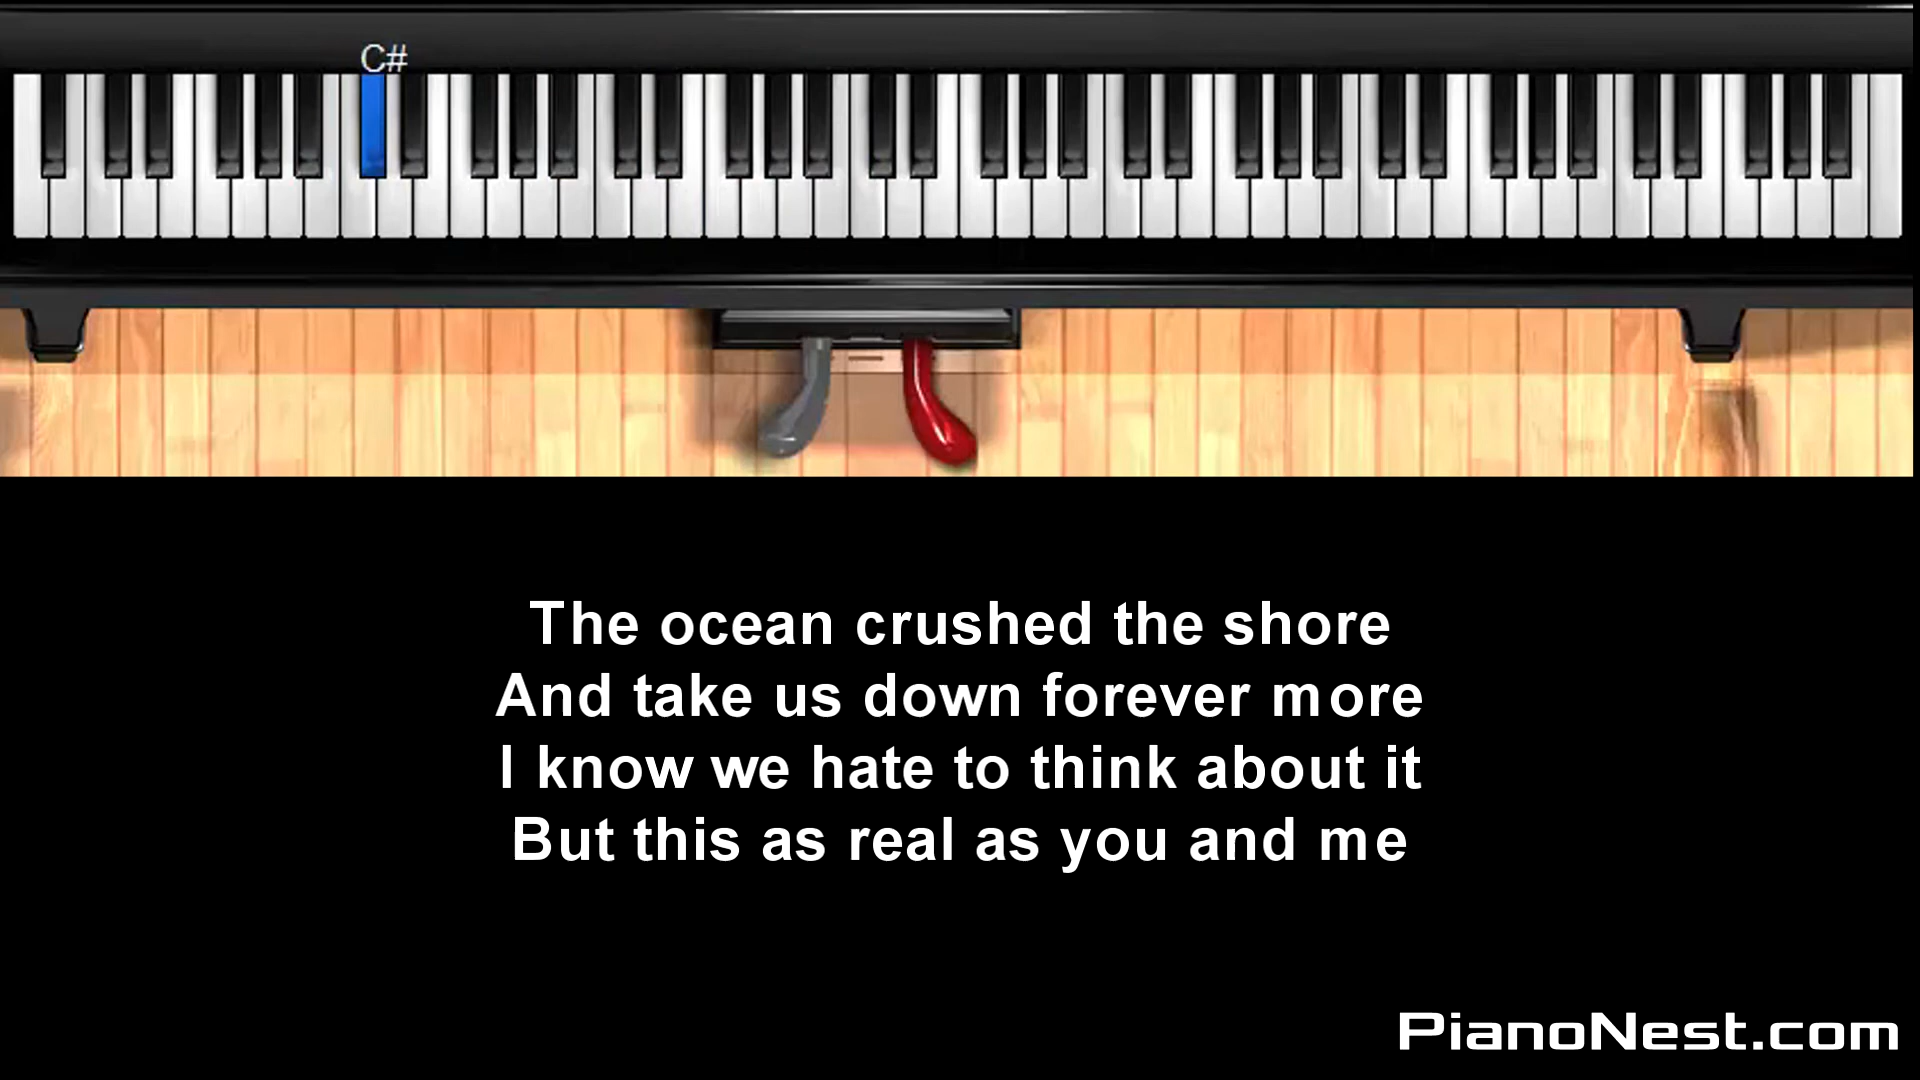 C#
The ocean crushed the shore
And take us down forever more
I know we hate to think about it
But this as real as you and me
PianoNest.com